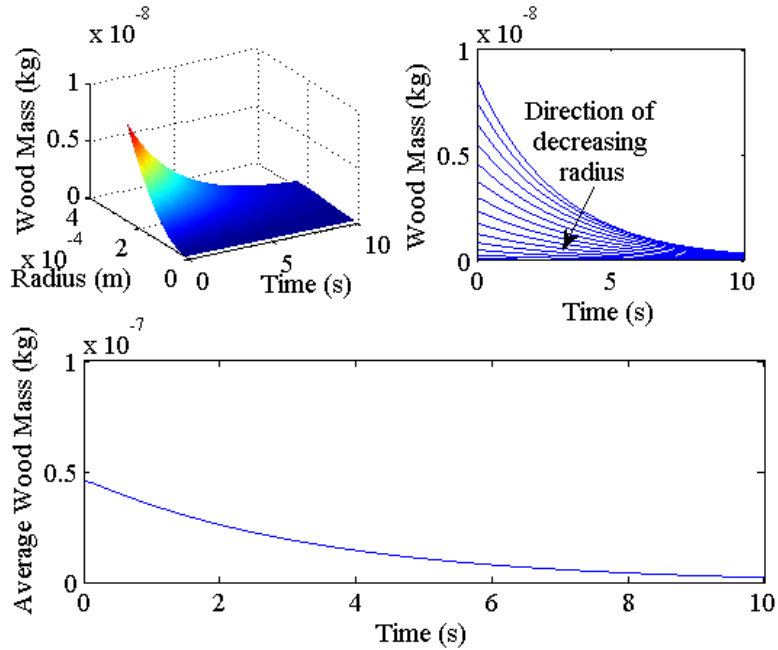 x 10^-8
Wood Mass (kg)
1
0.5
0
4
2
0
x 10^-4
Radius (m)
0
5
10
Time (s)
x 10^-8
Wood Mass (kg)
1
0.5
0
Direction of
decreasing
radius
0
5
10
Time (s)
x 10^-7
Average Wood Mass (kg)
1
0.5
0
0
2
4
6
8
10
Time (s)